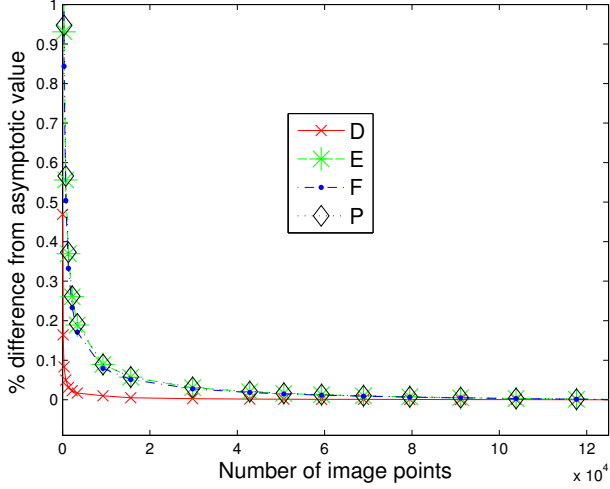 1
0.9
0.8
0.7
0.6
0.5
0.4
0.3
0.2
0.1
0
% difference from asymptotic value
D
E
F
P
0 2 4 6 8 10 12
Number of image points
x 10^4